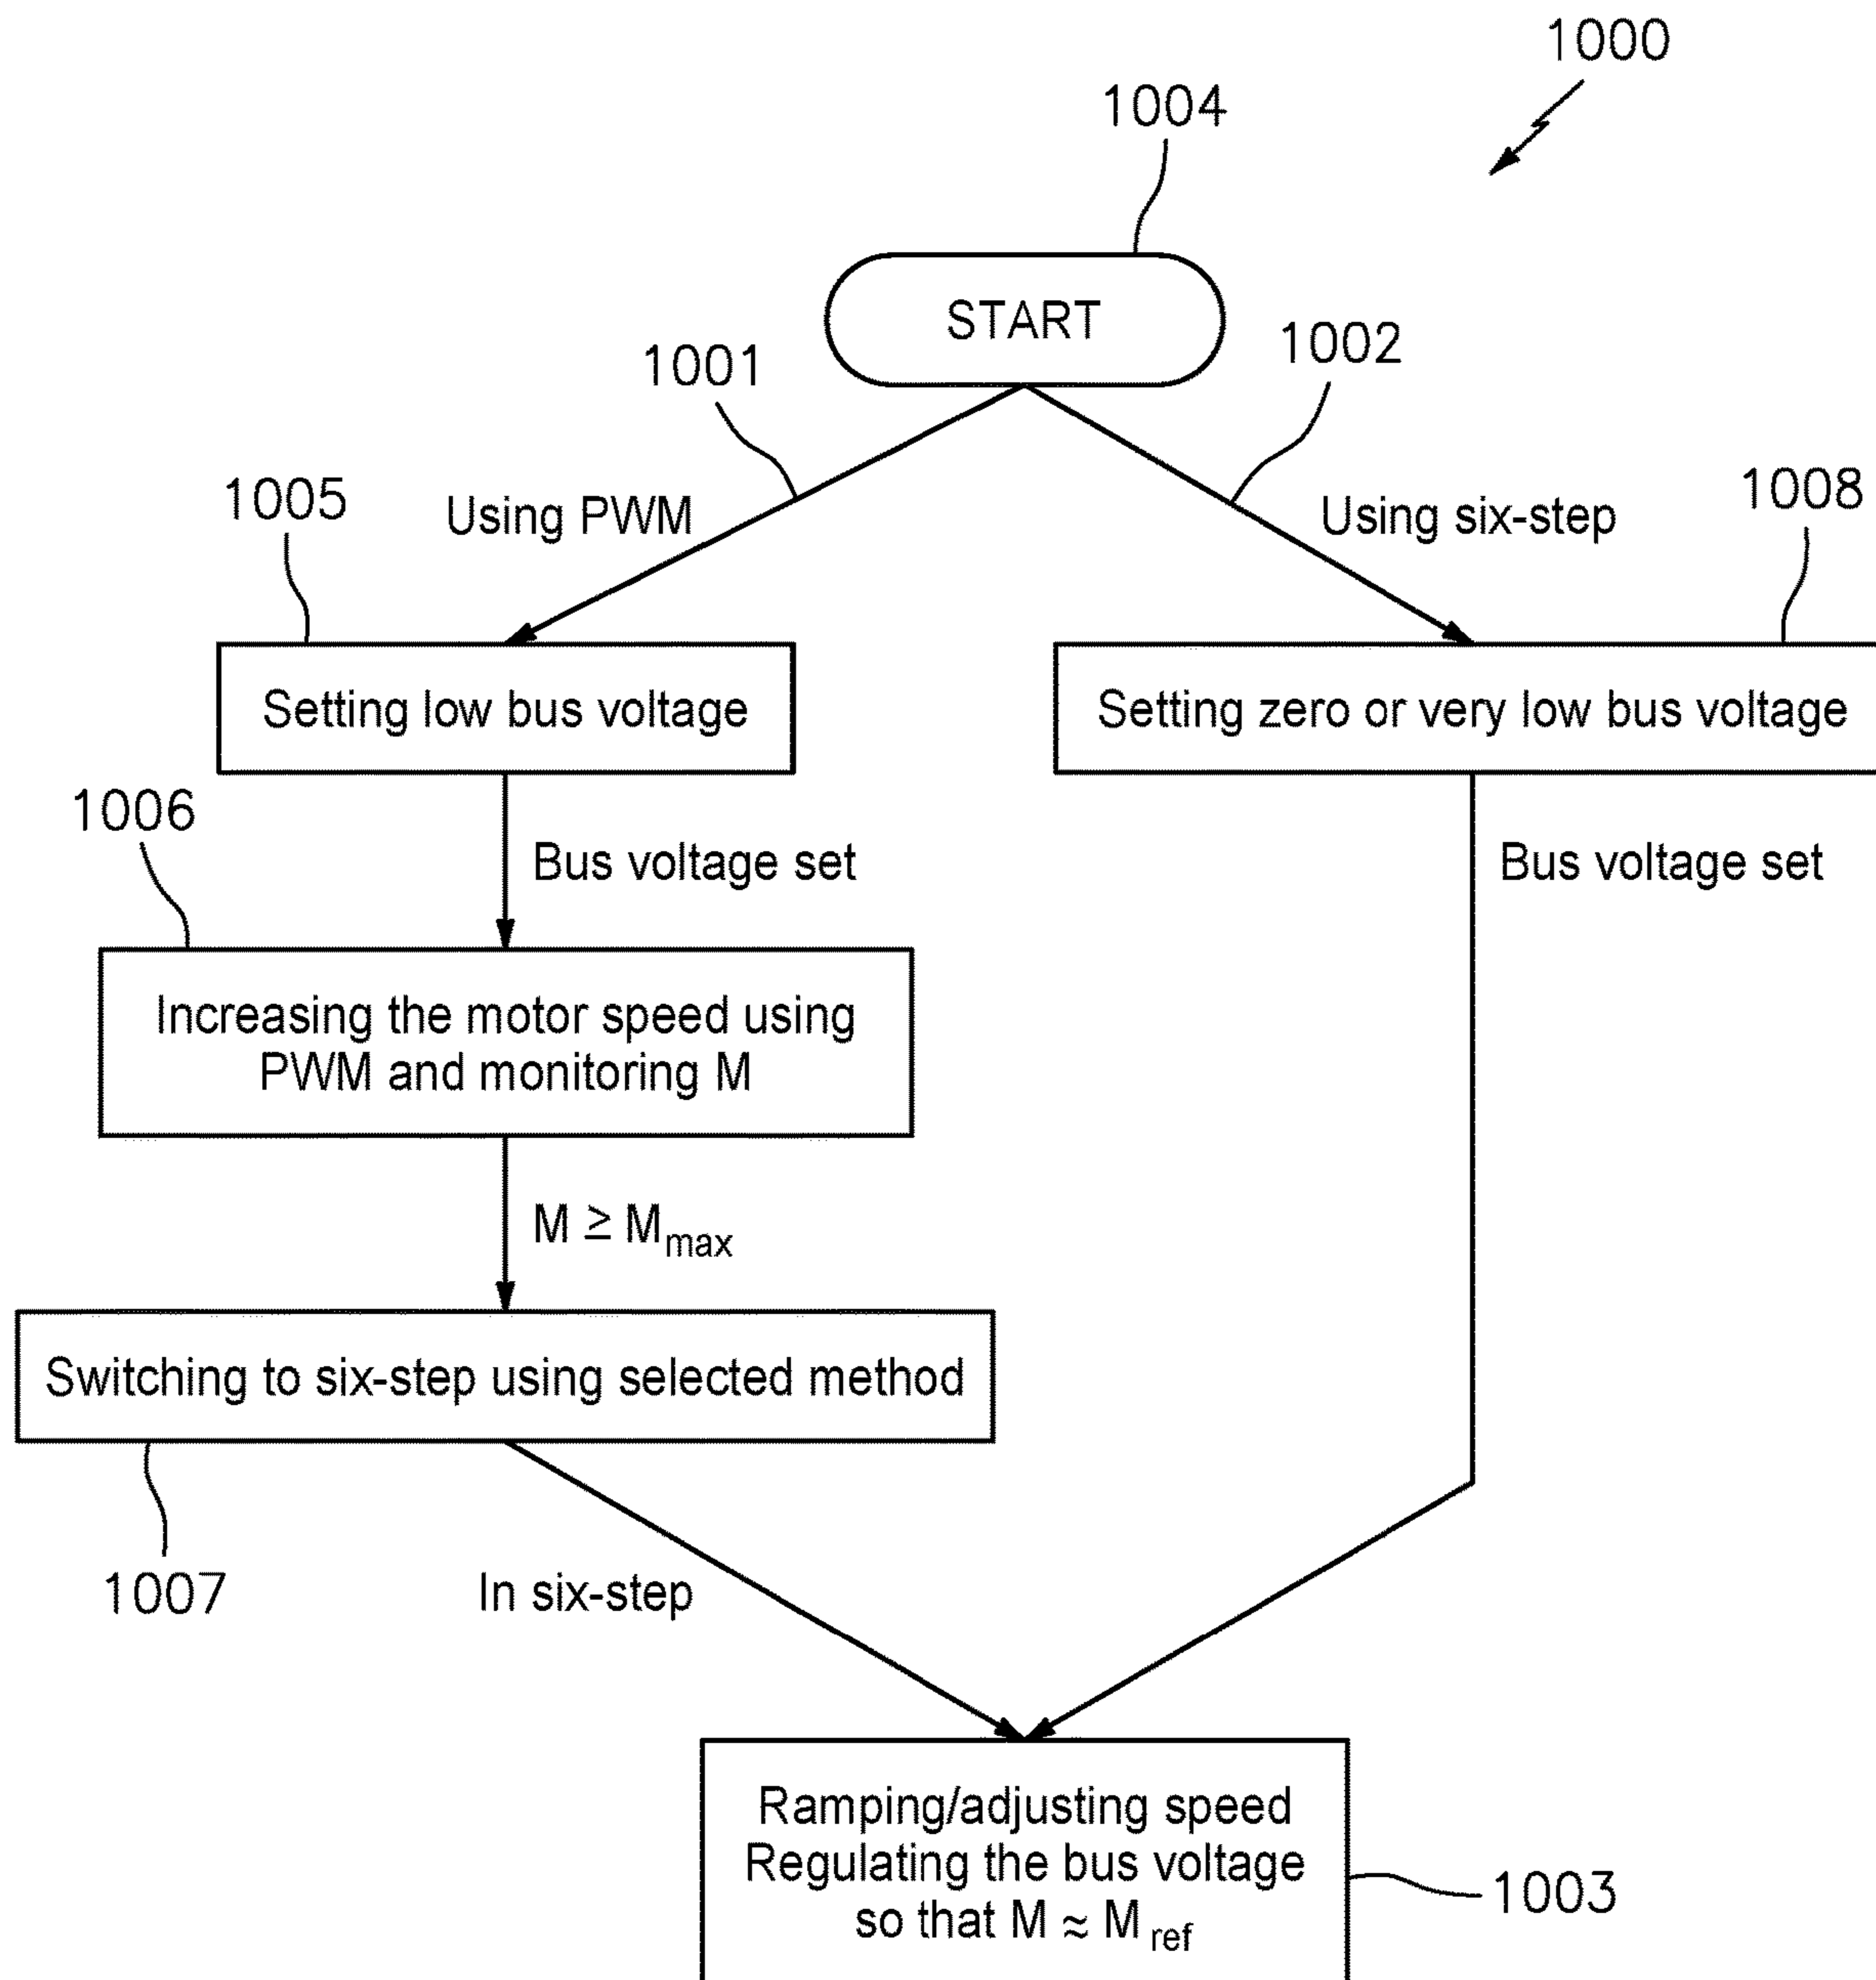 1000
1004
START
1001
1002
1005
Using PWM
Using six-step
1008
Setting low bus voltage
Setting zero or very low bus voltage
1006
Bus voltage set
Bus voltage set
Increasing the motor speed using
PWM and monitoring M
M ≥ Mmax
Switching to six-step using selected method
1007
In six-step
Ramping/adjusting speed
Regulating the bus voltage
so that M ≈ M ref
1003